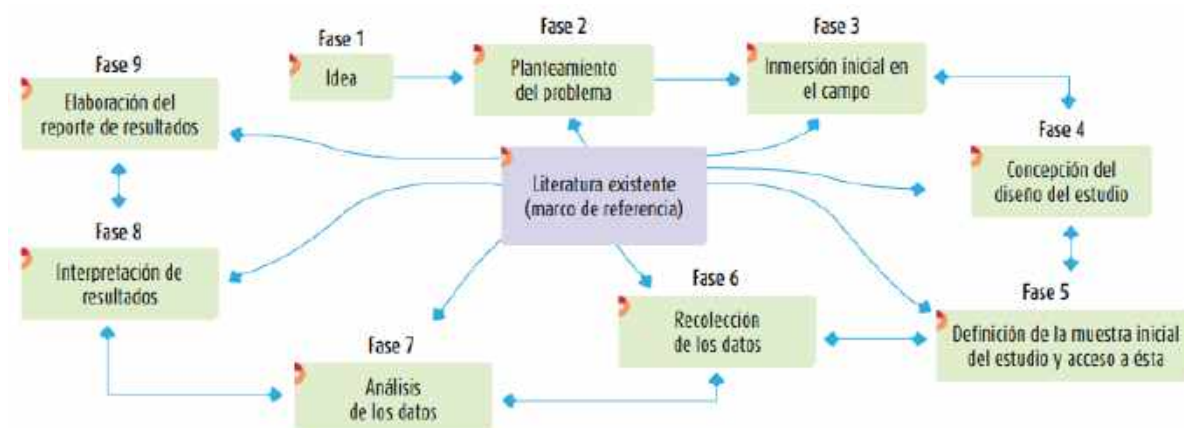 Fase 1
Idea
Fase 2
Planteamiento
del problema
Fase 3
Inmersión inicial en
el campo
Fase 4
Concepción del
diseño del estudio
Fase 5
Definición de la muestra inicial
del estudio y acceso a ésta
Fase 6
Recolección
de los datos
Fase 7
Análisis
de los datos
Fase 8
Interpretación de
resultados
Fase 9
Elaboración del
reporte de resultados
Literatura existente
(marco de referencia)